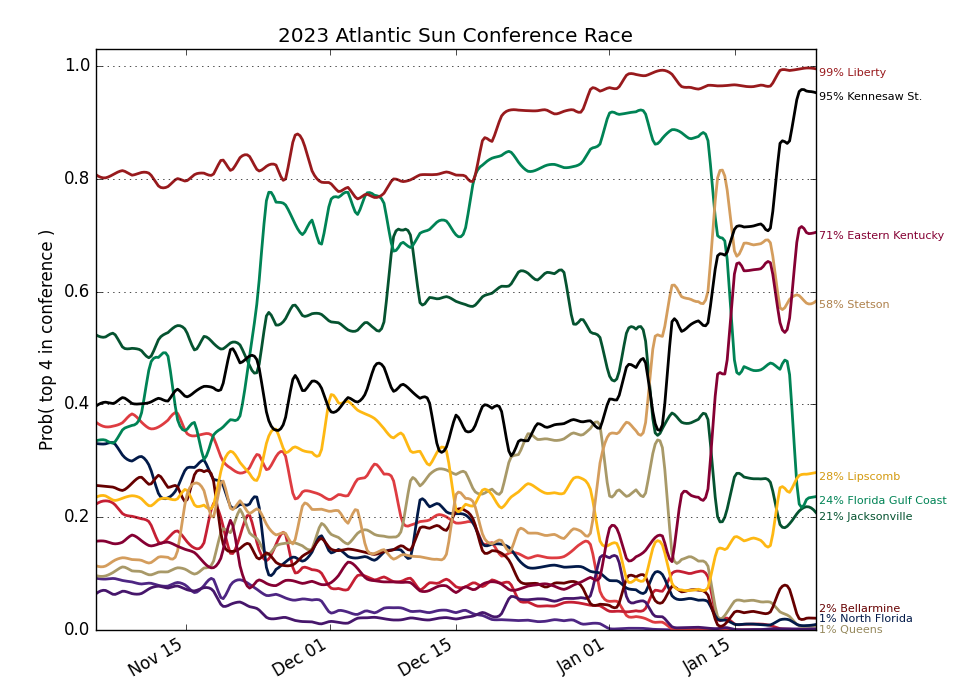 2023 Atlantic Sun Conference Race
Prob( top 4 in conference )
1.0
0.8
0.6
0.4
0.2
0.0
Nov 15
Dec 01
Dec 15
Jan 01
Jan 15
99% Liberty
95% Kennesaw St.
71% Eastern Kentucky
58% Stetson
28% Lipscomb
24% Florida Gulf Coast
21% Jacksonville
2% Bellarmine
1% North Florida
1% Queens